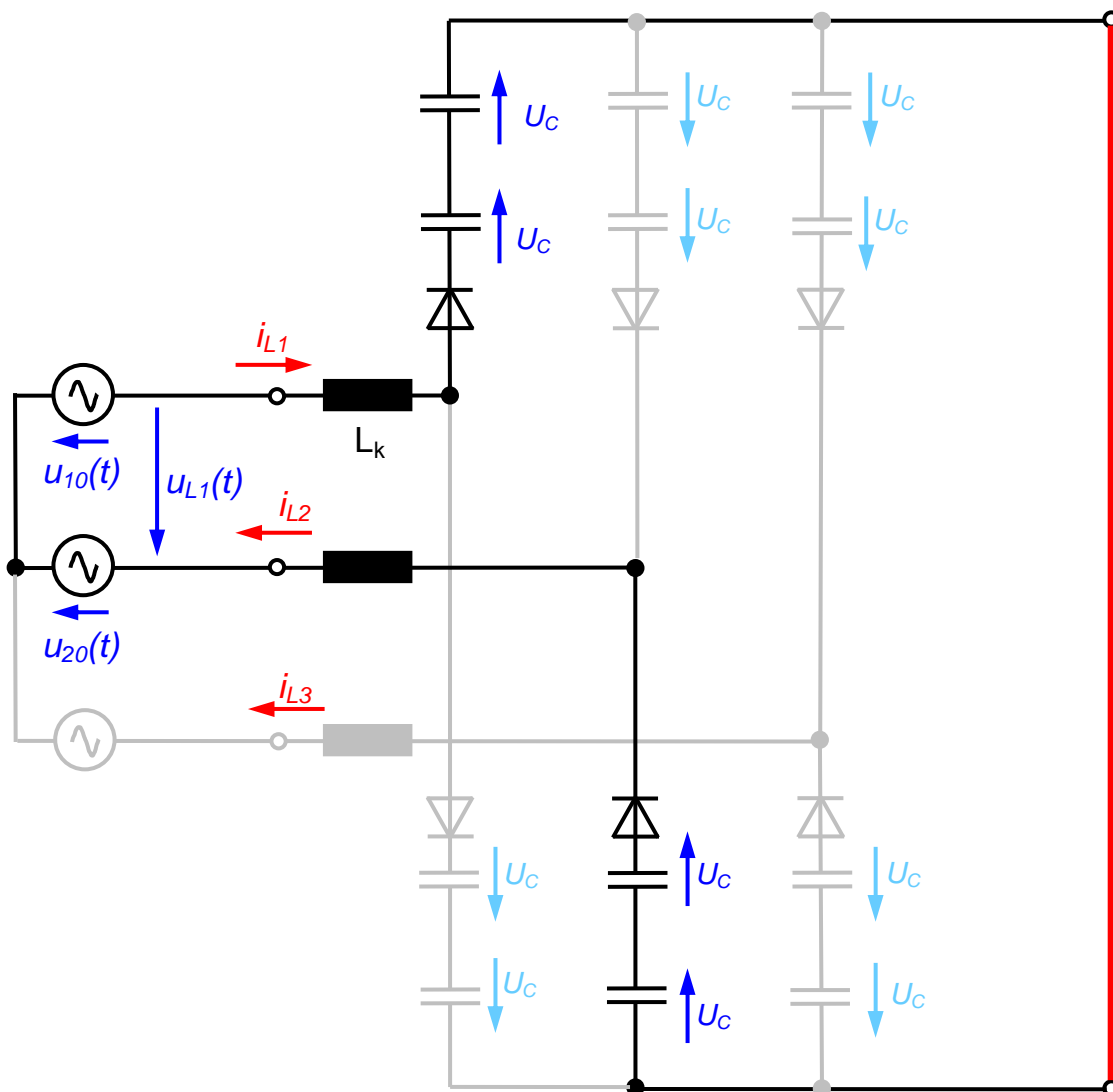 U_C U_C U_C
U_C U_C U_C
i_L1
L_k
u_10(t) u_L1(t)
i_L2
u_20(t)
i_L3
U_C U_C U_C
U_C U_C U_C